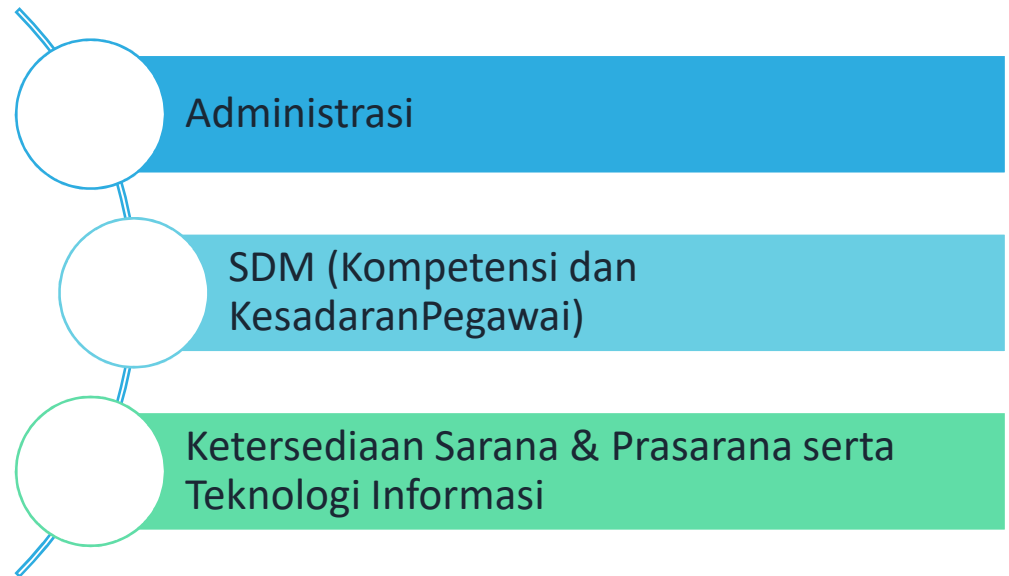 Administrasi
SDM (Kompetensi dan
KesadaranPegawai)
Ketersediaan Sarana & Prasarana serta
Teknologi Informasi